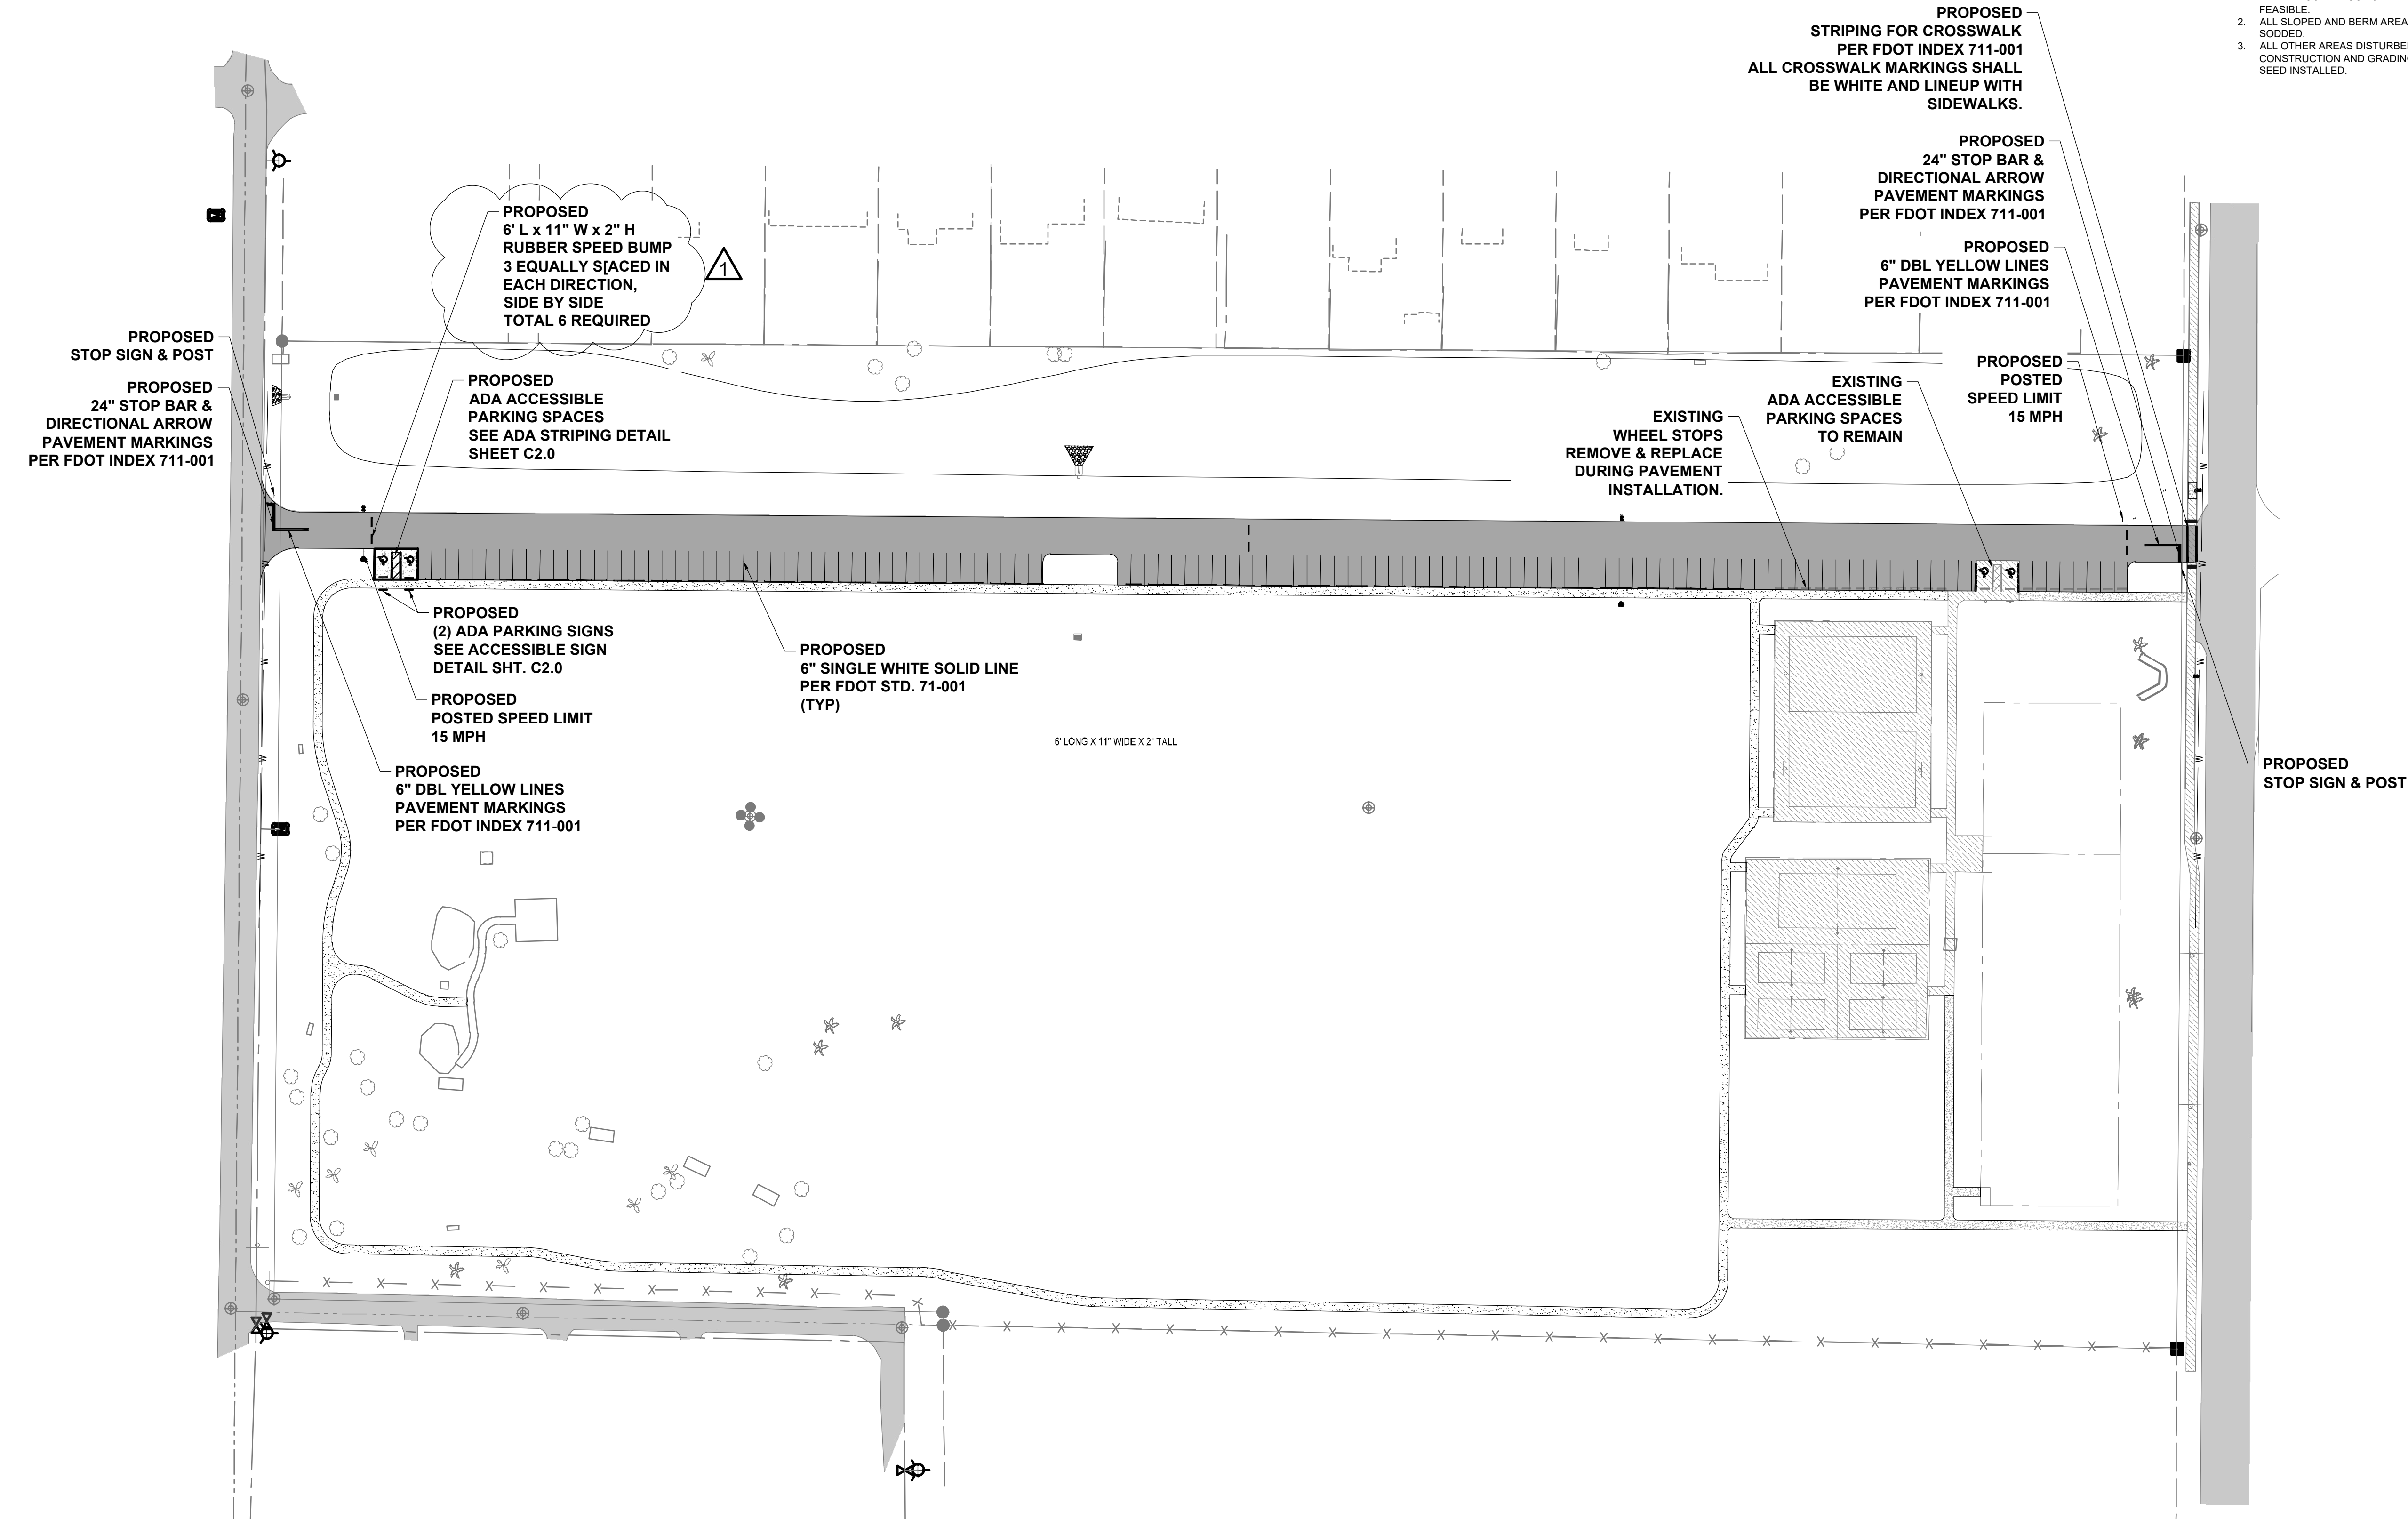 FEASIBLE.
2. ALL SLOPED AND BERM AREA
SODDED.
3. ALL OTHER AREAS DISTURBE
CONSTRUCTION AND GRADIN
SEED INSTALLED.
PROPOSED
STRIPING FOR CROSSWALK
PER FDOT INDEX 711-001
ALL CROSSWALK MARKINGS SHALL
BE WHITE AND LINEUP WITH
SIDEWALKS.
PROPOSED
24" STOP BAR &
DIRECTIONAL ARROW
PAVEMENT MARKINGS
PER FDOT INDEX 711-001
PROPOSED
6" DBL YELLOW LINES
PAVEMENT MARKINGS
PER FDOT INDEX 711-001
PROPOSED
POSTED
SPEED LIMIT
15 MPH
EXISTING
ADA ACCESSIBLE
PARKING SPACES
TO REMAIN
EXISTING
WHEEL STOPS
REMOVE & REPLACE
DURING PAVEMENT
INSTALLATION.
PROPOSED
6' L x 11" W x 2" H
RUBBER SPEED BUMP
3 EQUALLY S[ACED IN
EACH DIRECTION,
SIDE BY SIDE
TOTAL 6 REQUIRED
1
PROPOSED
STOP SIGN & POST
PROPOSED
24" STOP BAR &
DIRECTIONAL ARROW
PAVEMENT MARKINGS
PER FDOT INDEX 711-001
PROPOSED
ADA ACCESSIBLE
PARKING SPACES
SEE ADA STRIPING DETAIL
SHEET C2.0
PROPOSED
(2) ADA PARKING SIGNS
SEE ACCESSIBLE SIGN
DETAIL SHT. C2.0
PROPOSED
POSTED SPEED LIMIT
15 MPH
PROPOSED
6" DBL YELLOW LINES
PAVEMENT MARKINGS
PER FDOT INDEX 711-001
PROPOSED
6" SINGLE WHITE SOLID LINE
PER FDOT STD. 71-001
(TYP)
6' LONG X 11" WIDE X 2" TALL
PROPOSED
STOP SIGN & POST
W
W
W
W
W
W
W
W
W
W